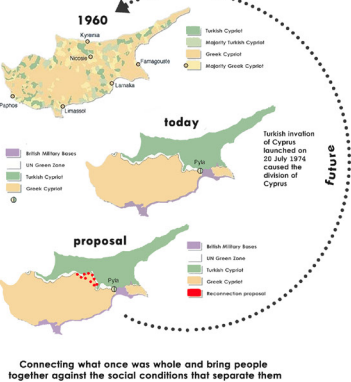 1960
Kyrenia
Nicosia
Famagouste
Larnaka
Paphos
Limassol
Turkish Cypriot
Majority Turkish Cypriot
Greek Cypriot
Majority Greek Cypriot
today
Pyla
British Military Bases
UN Green Zone
Turkish Cypriot
Greek Cypriot
Turkish invation
of Cyprus
launched on
20 July 1974
caused the
division of
Cyprus
future
proposal
Pyla
British Military Bases
UN Green Zone
Turkish Cypriot
Greek Cypriot
Reconnection proposal
Connecting what once was whole and bring people
together against the social conditions that separate them